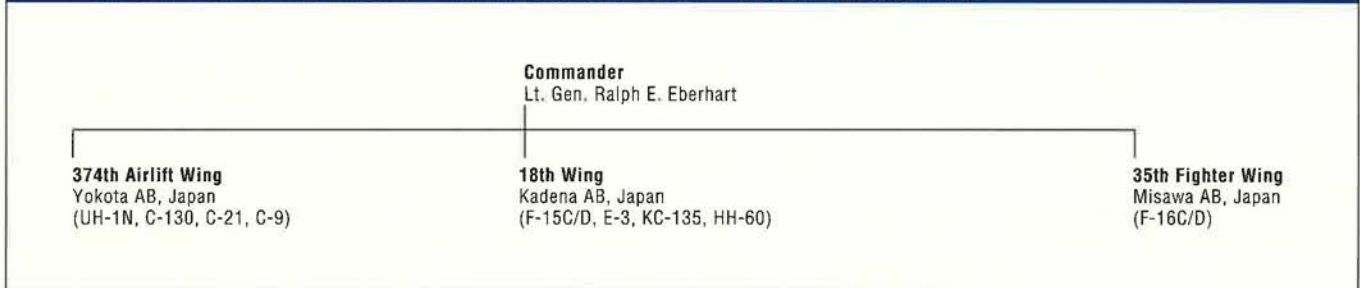 Commander
Lt. Gen. Ralph E. Eberhart
374th Airlift Wing
Yokota AB, Japan
(UH-1N, C-130, C-21, C-9)
18th Wing
Kadena AB, Japan
(F-15C/D, E-3, KC-135, HH-60)
35th Fighter Wing
Misawa AB, Japan
(F-16C/D)